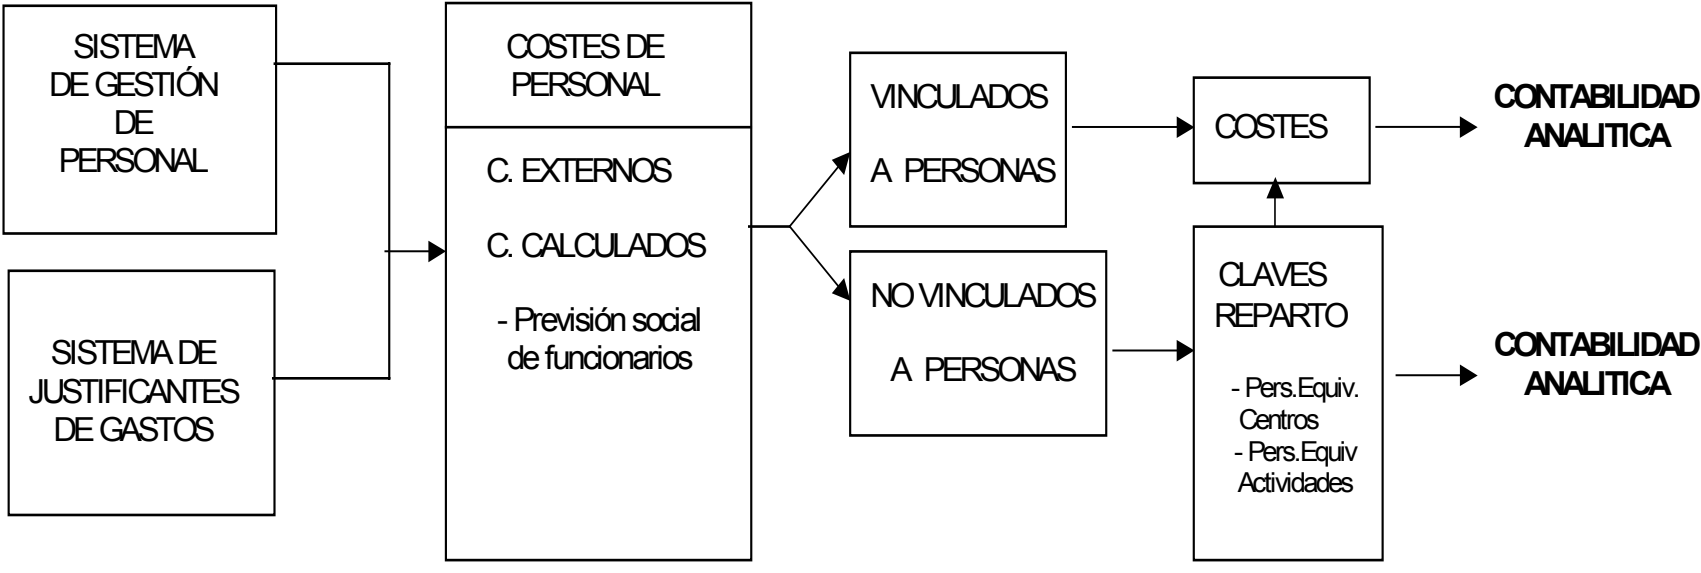 SISTEMA
DE GESTIÓN
DE
PERSONAL
SISTEMA DE
JUSTIFICANTES
DE GASTOS
COSTES DE
PERSONAL
C. EXTERNOS
C. CALCULADOS
- Previsión social
de funcionarios
VINCULADOS
A PERSONAS
NO VINCULADOS
A PERSONAS
COSTES
CLAVES
REPARTO
- Pers.Equiv.
Centros
- Pers.Equiv
Actividades
CONTABILIDAD
ANALITICA
CONTABILIDAD
ANALITICA